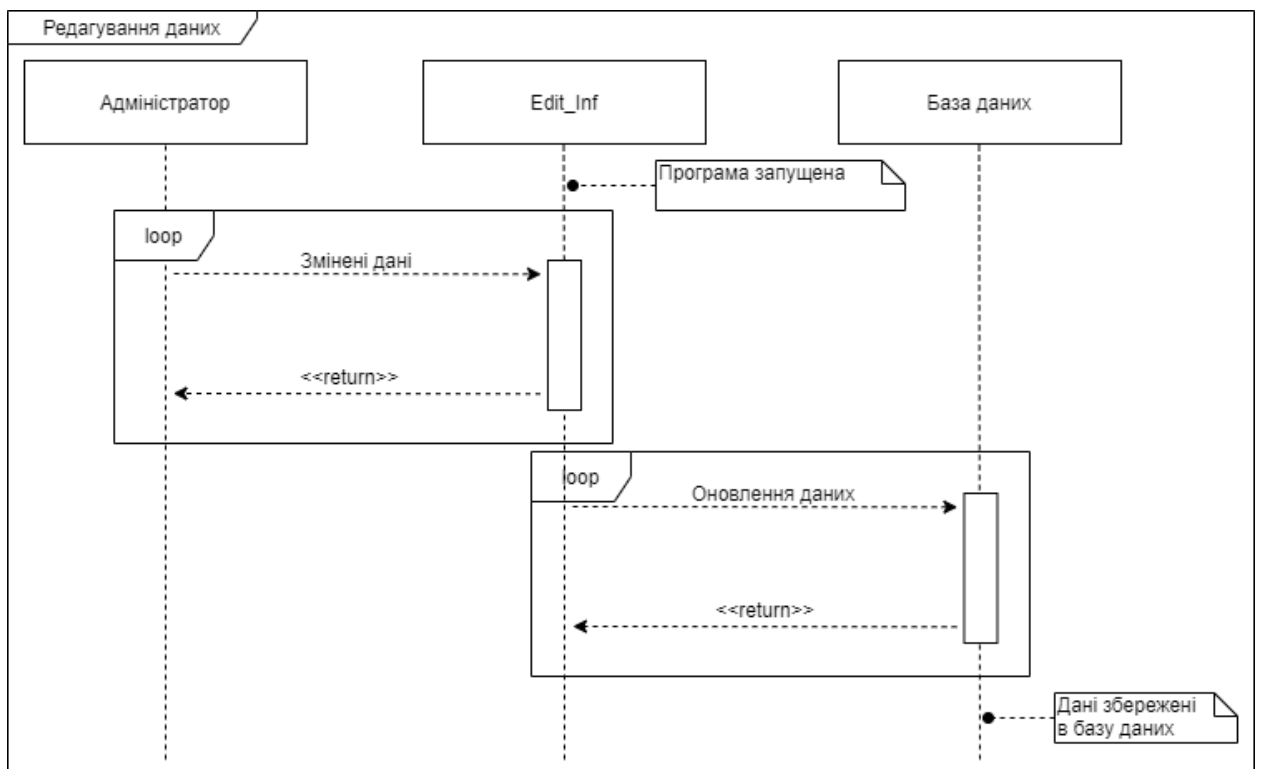 Редагування даних
Адміністратор
Edit_Inf
База даних
Програма запущена
loop
Змінені дані
<<return>>
loop
Оновлення даних
<<return>>
Дані збережені
в базу даних